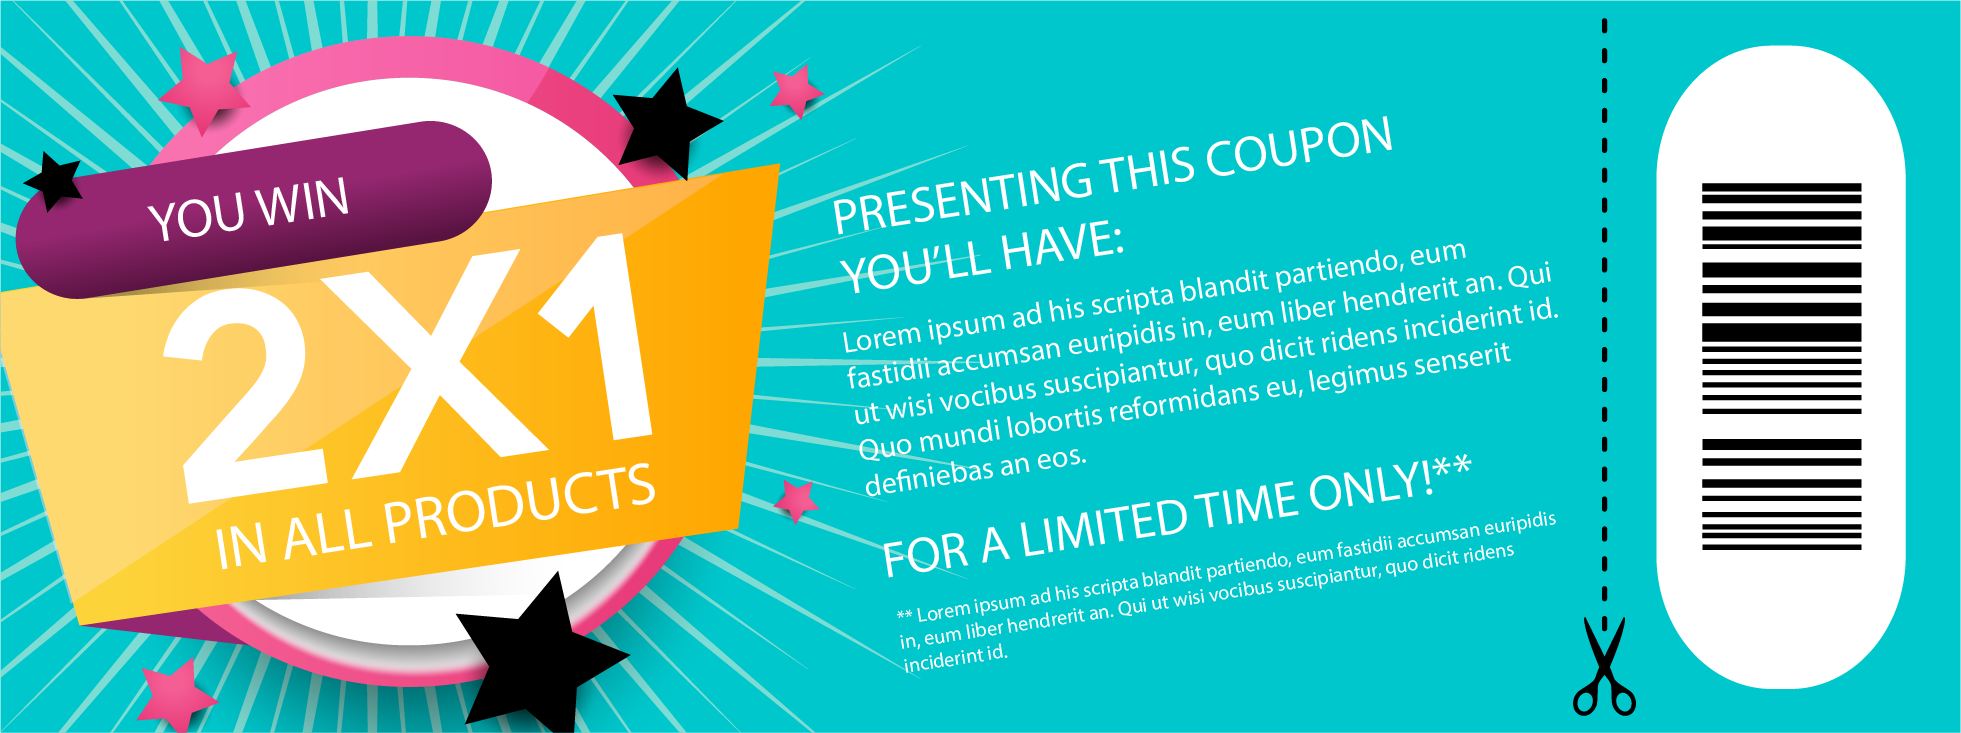 YOU WIN
2X1
IN ALL PRODUCTS
PRESENTING THIS COUPON
YOU'LL HAVE:
Lorem ipsum ad his scripta blandit partiendo, eum
fastidii accumsan euripidis in, eum liber hendrerit an. Qui
ut wisi vocibus suscipiantur, quo dicit ridens inciderint id.
Quo mundi lobortis reformidans eu, legimus senserit
definiebas an eos.
FOR A LIMITED TIME ONLY!**
** Lorem ipsum ad his scripta blandit partiendo, eum fastidii accumsan euripidis
in, eum liber hendrerit an. Qui ut wisi vocibus suscipiantur, quo dicit ridens
inciderint id.